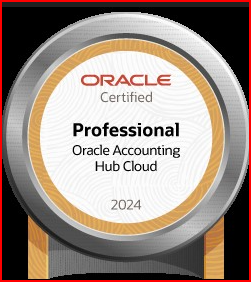 ORACLE
Certified
Professional
Oracle Accounting
Hub Cloud
2024